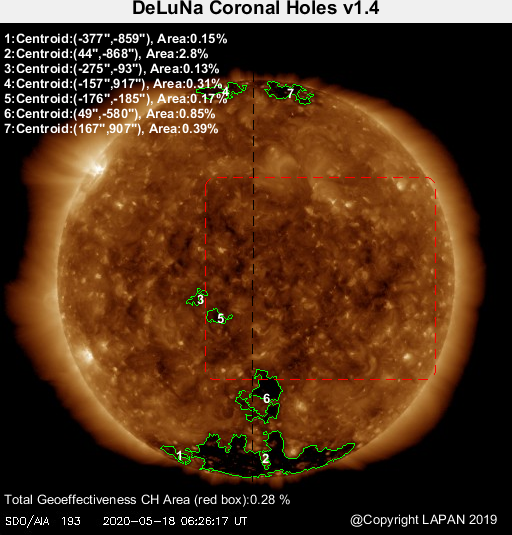 DeLuNa Coronal Holes v1.4
1:Centroid:(-377",-859"), Area:0.15%
2:Centroid:(44",-868"), Area:2.8%
3:Centroid:(-275",-93"), Area:0.13%
4:Centroid:(-157",917"), Area:0.31%
5:Centroid:(-176",-185"), Area:0.17%
6:Centroid:(49",-580"), Area:0.85%
7:Centroid:(167",907"), Area:0.39%
4
7
3
5
6
1
2
Total Geoeffectiveness CH Area (red box):0.28 %
SDO/AIA 193 2020-05-18 06:26:17 UT
@Copyright LAPAN 2019